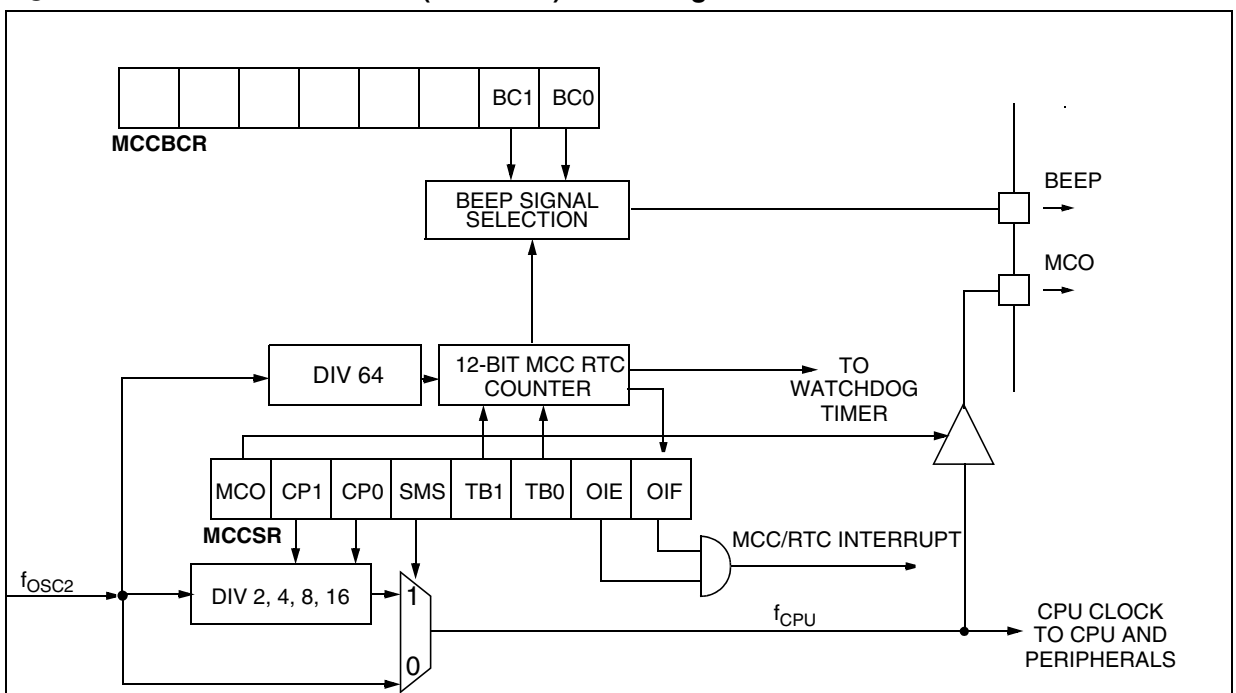 BC1 BC0
MCCBCR
BEEP SIGNAL
SELECTION
BEEP
MCO
DIV 64
12-BIT MCC RTC
COUNTER
TO
WATCHDOG
TIMER
MCO CP1 CP0 SMS TB1 TB0 OIE OIF
MCCSR
MCC/RTC INTERRUPT
fOSC2
DIV 2, 4, 8, 16
1
0
fCPU
CPU CLOCK
TO CPU AND
PERIPHERALS